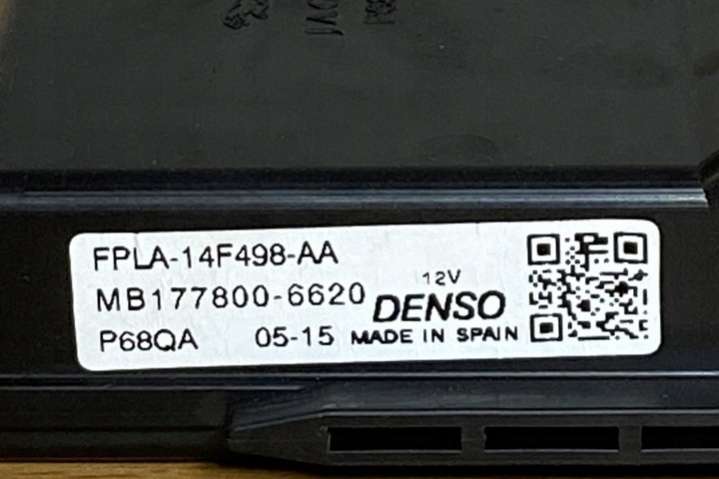 FPLA-14F498-AA
MB177800-6620
12V
DENSO
P68QA 05-15 MADE IN SPAIN